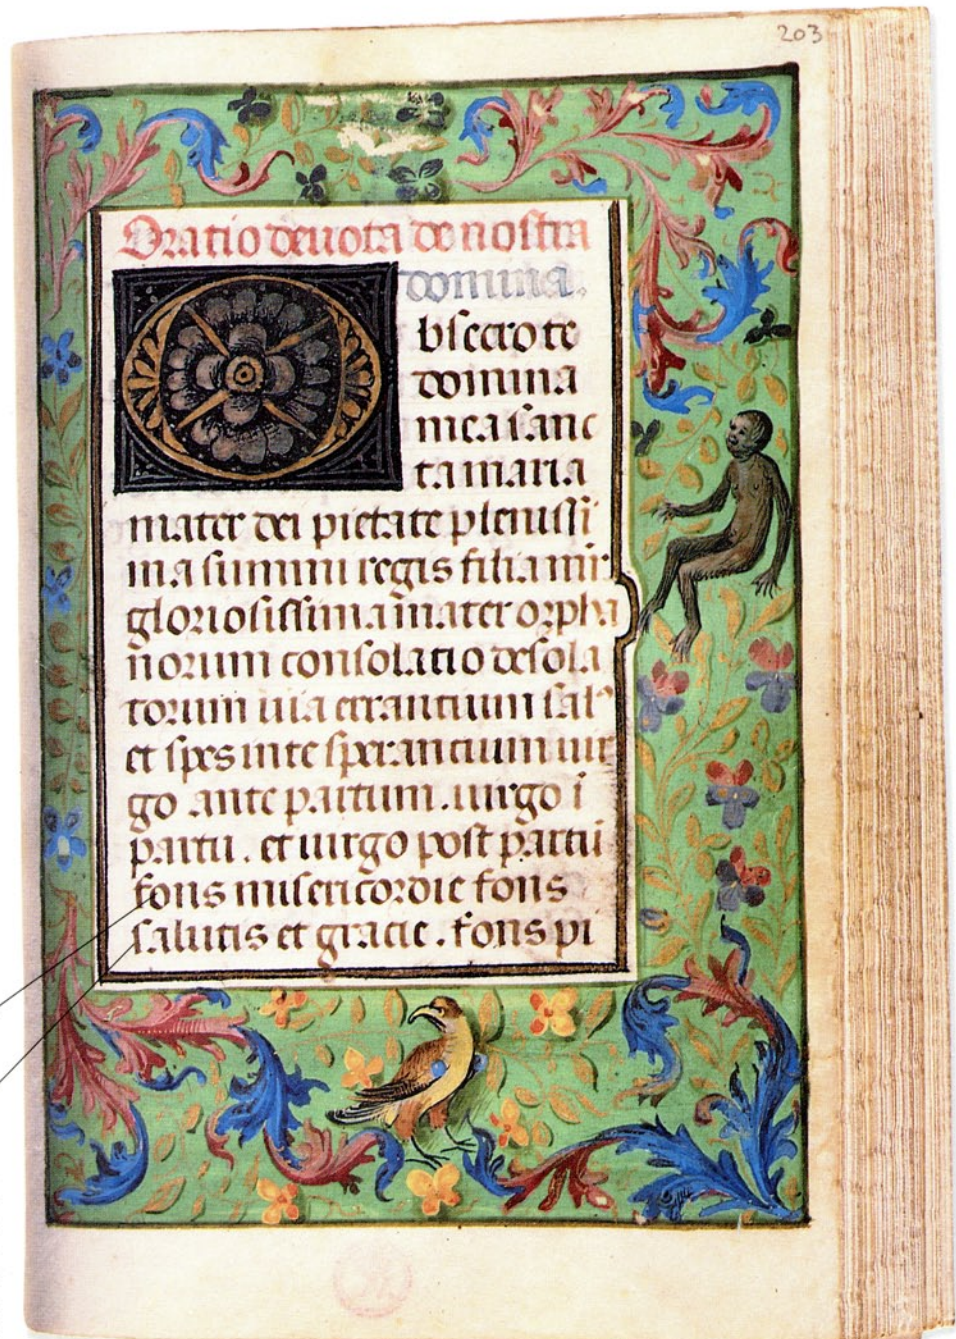 203
Oratio deuota de nostra
domina.
bsecro te
domina
mea sanc
ta maria
mater dei pietate plenissi
ma summi regis filia mr̄
gloriosissima mater orpha
norum consolatio desola
torum uia errantium sal᷑
et spes in te sperantium uir
go ante partum. uirgo ī
partu. et uirgo post partū
fons misericordie fons
salutis et gracie. fons pi